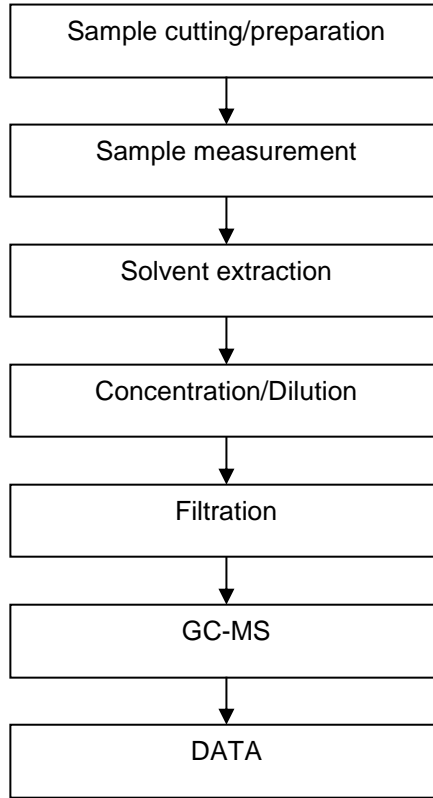 Sample cutting/preparation
Sample measurement
Solvent extraction
Concentration/Dilution
Filtration
GC-MS
DATA